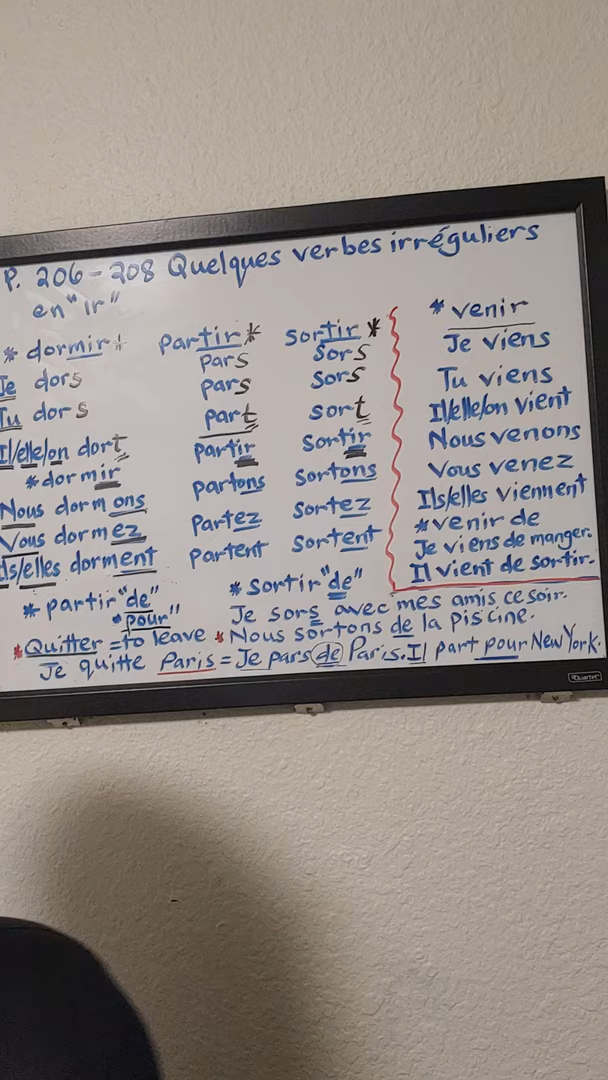 P. 206-208 Quelques verbes irréguliers
en "ir"
* dormir* partir* sortir * * venir
Je dors pars sors Je viens
Tu dors pars sors Tu viens
Il/elle/on dort part sort Il/elle/on vient
*dormir partir sortir Nous venons
Nous dormons partons sortons Vous venez
Vous dormez partez sortez Ils/elles viennent
Ils/elles dorment partent sortent *venir de
Je viens de manger.
Il vient de sortir.
* partir "de" * sortir "de"
* "pour" Je sors avec mes amis ce soir.
*Quitter = to leave * Nous sortons de la piscine.
Je quitte Paris = Je pars de Paris. Il part pour New York.
Quartet